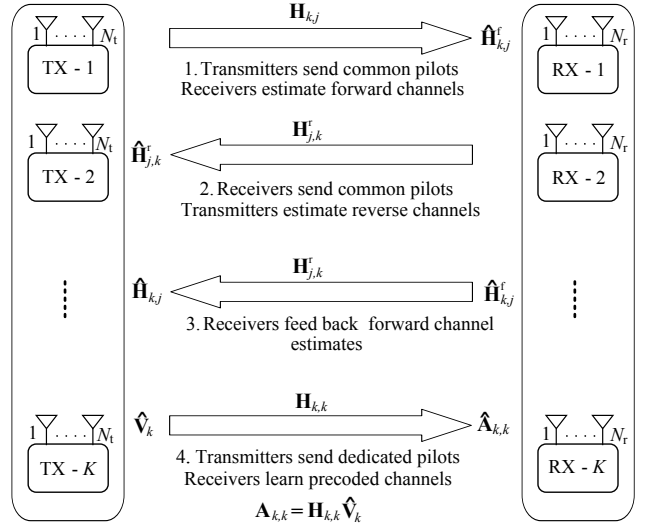 H_{k,j}
1 . . . . N_t
TX - 1
Ĥ^f_{k,j}
1 . . . . N_r
RX - 1
1. Transmitters send common pilots
Receivers estimate forward channels
H^r_{j,k}
1 . . . . N_t
TX - 2
Ĥ^r_{j,k}
1 . . . . N_r
RX - 2
2. Receivers send common pilots
Transmitters estimate reverse channels
H^r_{j,k}
Ĥ_{k,j}
Ĥ^f_{k,j}
3. Receivers feed back forward channel
estimates
H_{k,k}
1 . . . . N_t
TX - K
V̂_k
Â_{k,k}
1 . . . . N_r
RX - K
4. Transmitters send dedicated pilots
Receivers learn precoded channels
A_{k,k} = H_{k,k} V̂_k